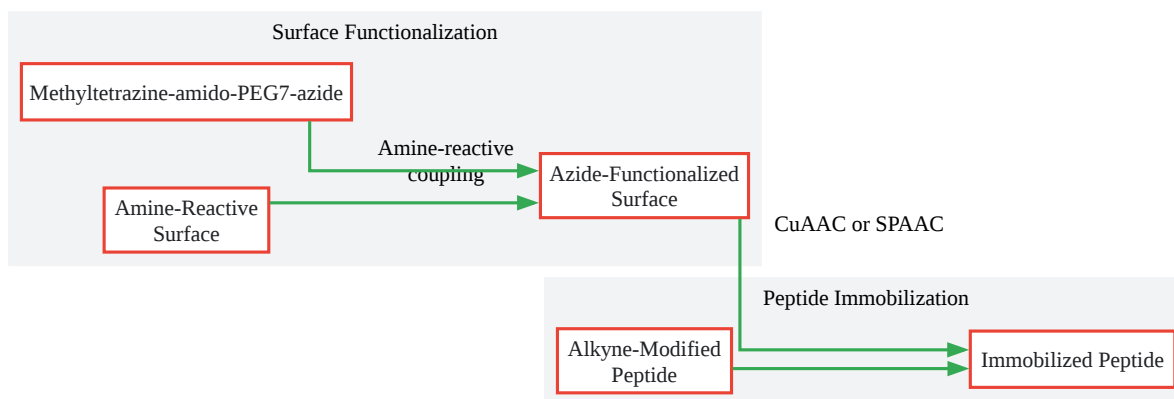 Surface Functionalization
Methyltetrazine-amido-PEG7-azide
Amine-reactive
coupling
Azide-Functionalized
Surface
Amine-Reactive
Surface
CuAAC or SPAAC
Peptide Immobilization
Alkyne-Modified
Peptide
Immobilized Peptide